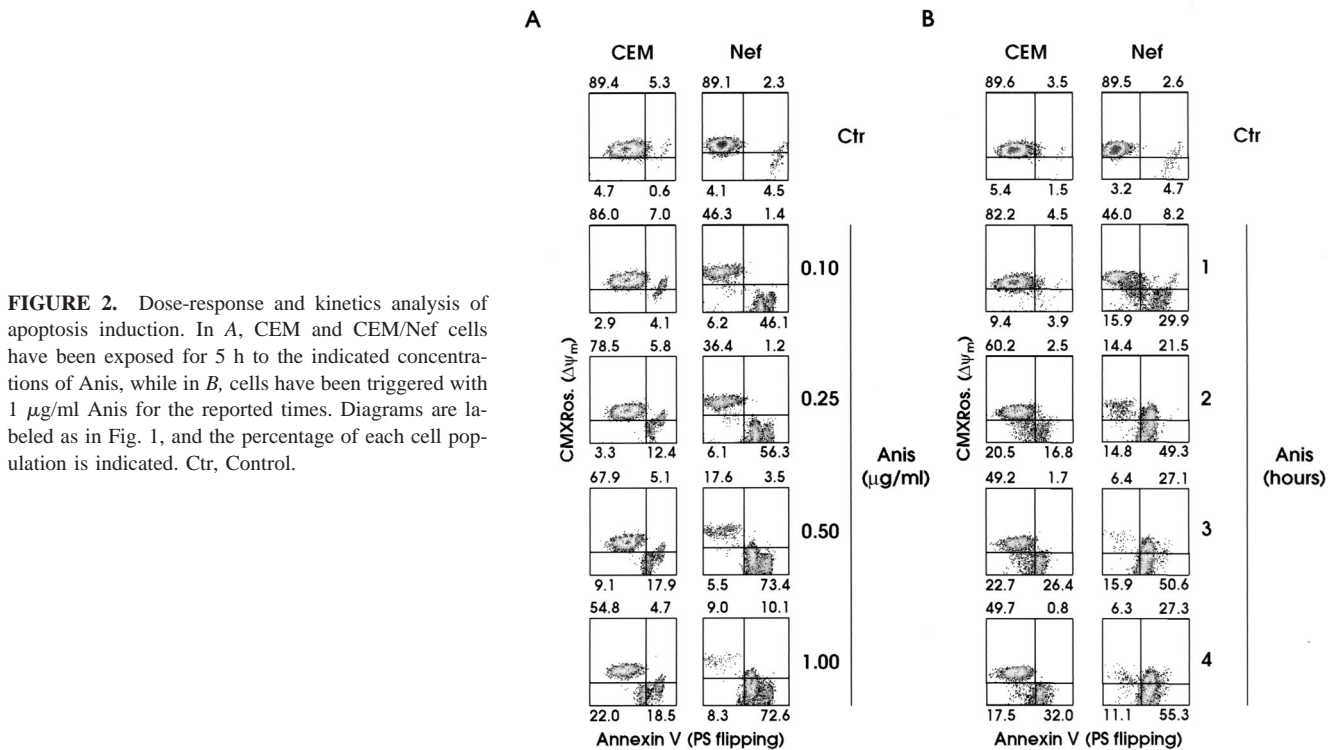 A
B
CEM Nef
CEM Nef
89.4 5.3 89.1 2.3
89.6 3.5 89.5 2.6
Ctr
Ctr
4.7 0.6 4.1 4.5
5.4 1.5 3.2 4.7
86.0 7.0 46.3 1.4
82.2 4.5 46.0 8.2
0.10
1
2.9 4.1 6.2 46.1
9.4 3.9 15.9 29.9
78.5 5.8 36.4 1.2
60.2 2.5 14.4 21.5
0.25
2
3.3 12.4 6.1 56.3
20.5 16.8 14.8 49.3
67.9 5.1 17.6 3.5
49.2 1.7 6.4 27.1
0.50
3
9.1 17.9 5.5 73.4
22.7 26.4 15.9 50.6
54.8 4.7 9.0 10.1
49.7 0.8 6.3 27.3
1.00
4
22.0 18.5 8.3 72.6
17.5 32.0 11.1 55.3
CMXRos. (Δψm)
CMXRos. (Δψm)
Anis
(μg/ml)
Anis
(hours)
Annexin V (PS flipping)
Annexin V (PS flipping)
FIGURE 2. Dose-response and kinetics analysis of
apoptosis induction. In A, CEM and CEM/Nef cells
have been exposed for 5 h to the indicated concentra-
tions of Anis, while in B, cells have been triggered with
1 μg/ml Anis for the reported times. Diagrams are la-
beled as in Fig. 1, and the percentage of each cell pop-
ulation is indicated. Ctr, Control.